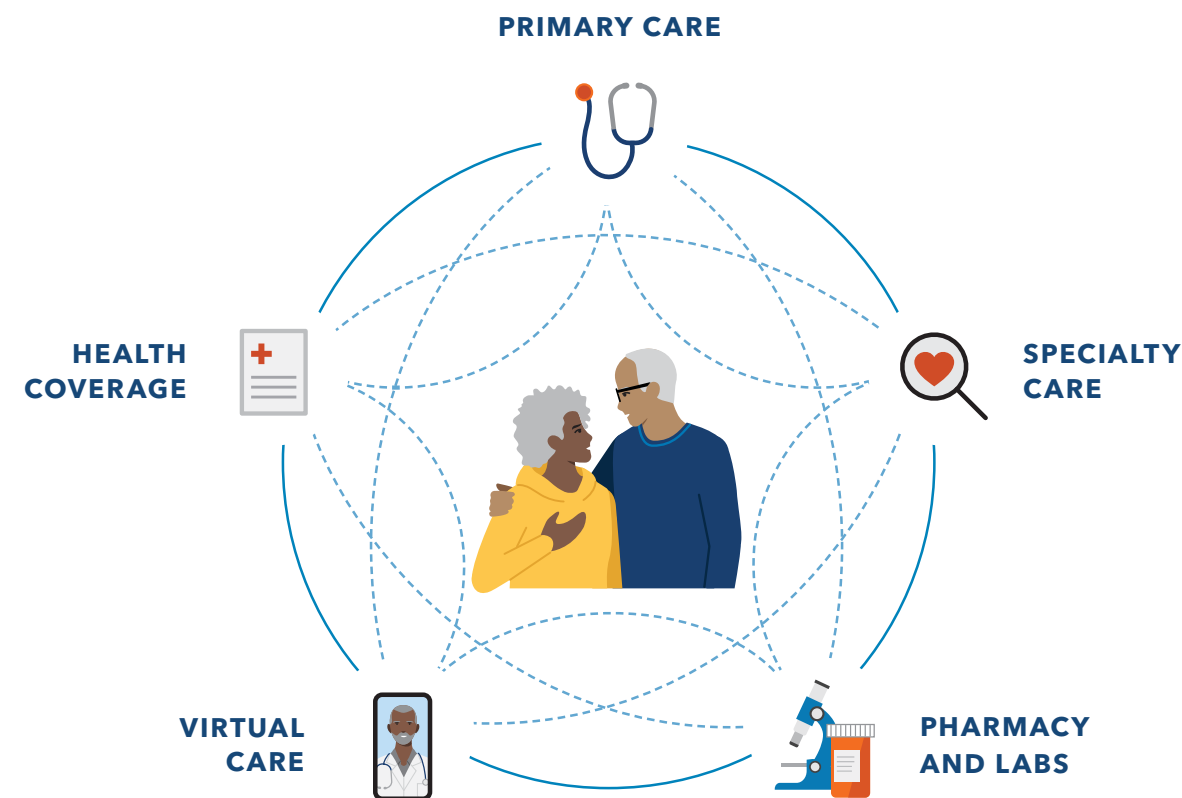 PRIMARY CARE
HEALTH
COVERAGE
SPECIALTY
CARE
VIRTUAL
CARE
PHARMACY
AND LABS